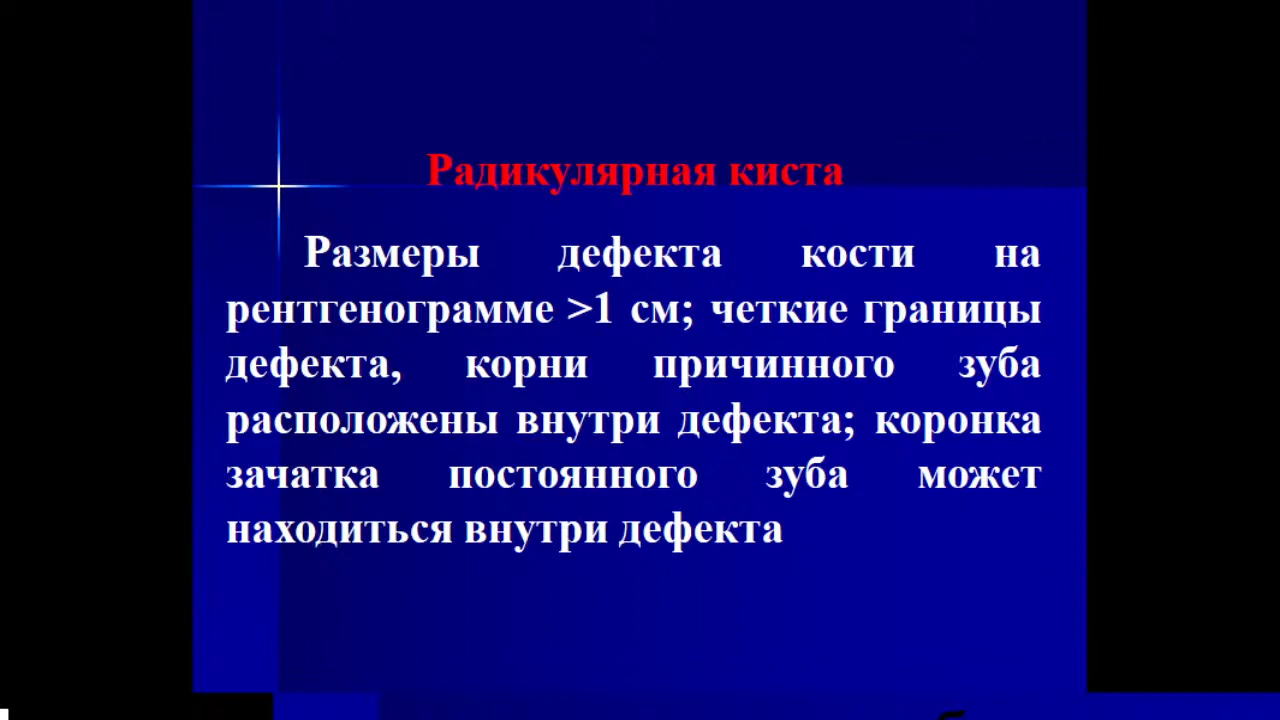 Радикулярная киста
Размеры дефекта кости на
рентгенограмме >1 см; четкие границы
дефекта, корни причинного зуба
расположены внутри дефекта; коронка
зачатка постоянного зуба может
находиться внутри дефекта